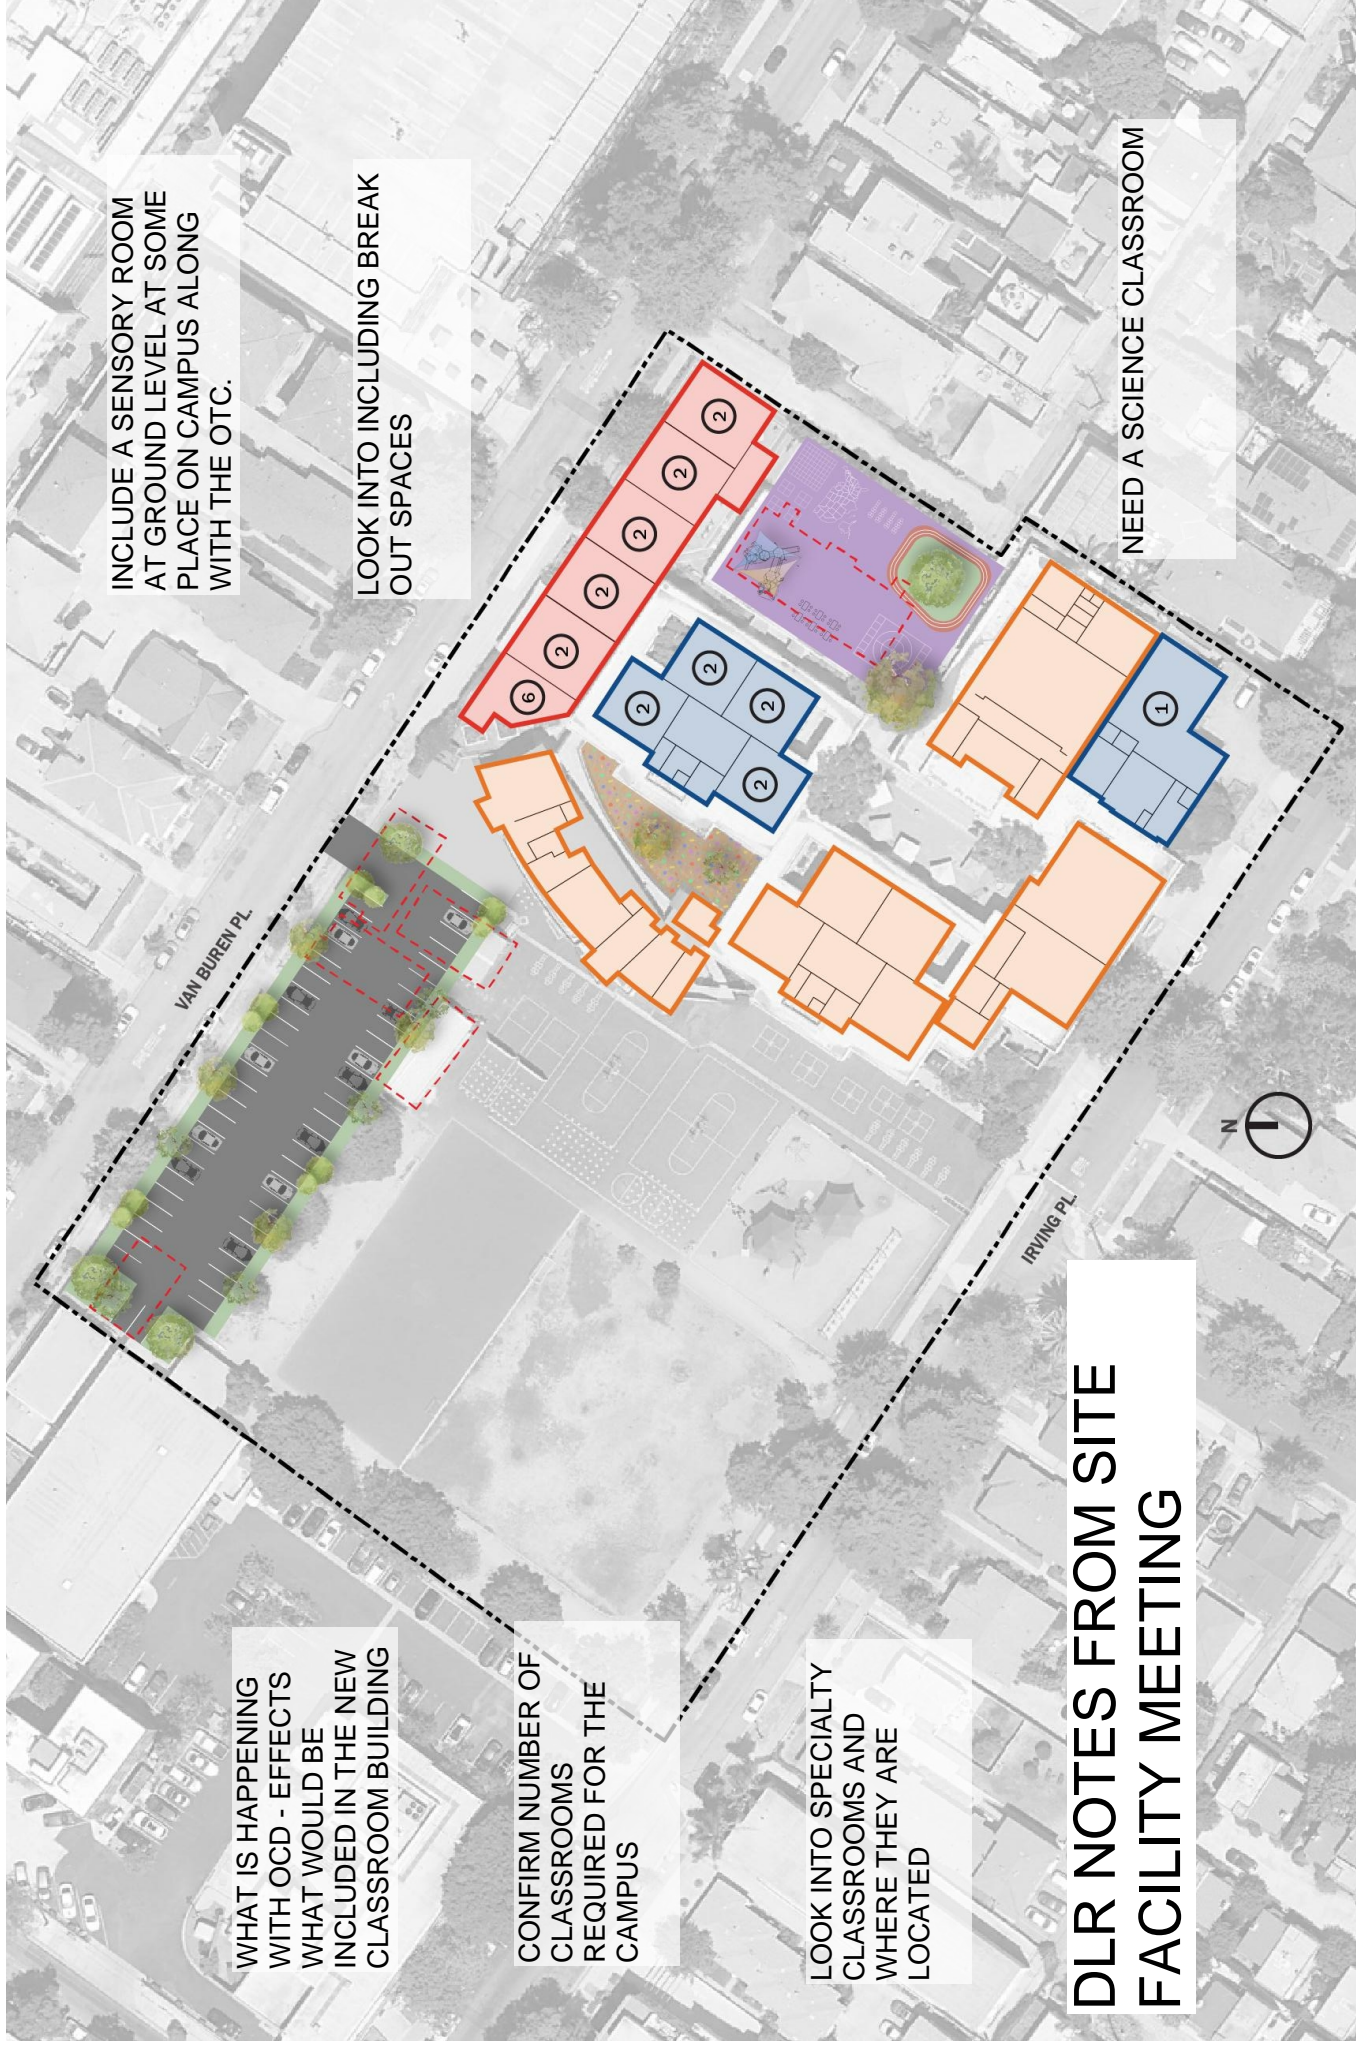 WHAT IS HAPPENING
WITH OCD - EFFECTS
WHAT WOULD BE
INCLUDED IN THE NEW
CLASSROOM BUILDING
CONFIRM NUMBER OF
CLASSROOMS
REQUIRED FOR THE
CAMPUS
LOOK INTO SPECIALTY
CLASSROOMS AND
WHERE THEY ARE
LOCATED
INCLUDE A SENSORY ROOM
AT GROUND LEVEL AT SOME
PLACE ON CAMPUS ALONG
WITH THE OTC.
LOOK INTO INCLUDING BREAK
OUT SPACES
VAN BUREN PL.
6
2
2
2
2
2
2
2
2
2
1
NEED A SCIENCE CLASSROOM
IRVING PL.
N
DLR NOTES FROM SITE
FACILITY MEETING